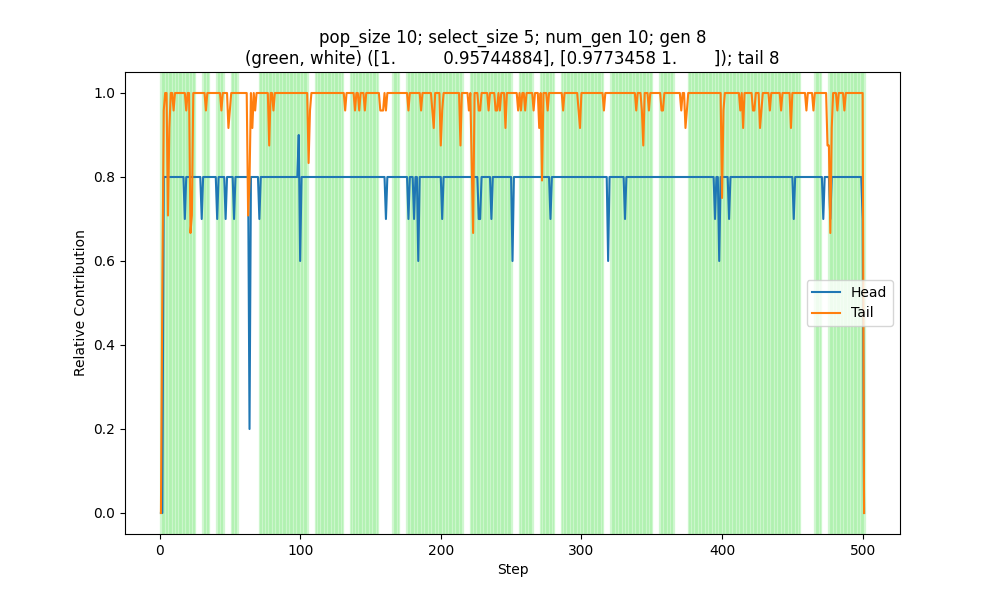 pop_size 10; select_size 5; num_gen 10; gen 8
(green, white) ([1.          0.95744884], [0.9773458 1.        ]); tail 8
Relative Contribution
1.0
0.8
0.6
0.4
0.2
0.0
Head
Tail
0 100 200 300 400 500
Step